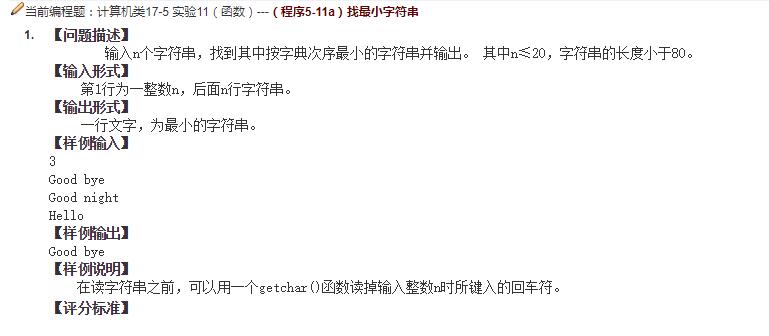 当前编程题：计算机类17-5 实验11（函数）---（程序5-11a）找最小字符串
1. 【问题描述】
输入n个字符串，找到其中按字典次序最小的字符串并输出。 其中n≤20，字符串的长度小于80。
【输入形式】
第1行为一整数n，后面n行字符串。
【输出形式】
一行文字，为最小的字符串。
【样例输入】
3
Good bye
Good night
Hello
【样例输出】
Good bye
【样例说明】
在读字符串之前，可以用一个getchar()函数读掉输入整数n时所键入的回车符。
【评分标准】